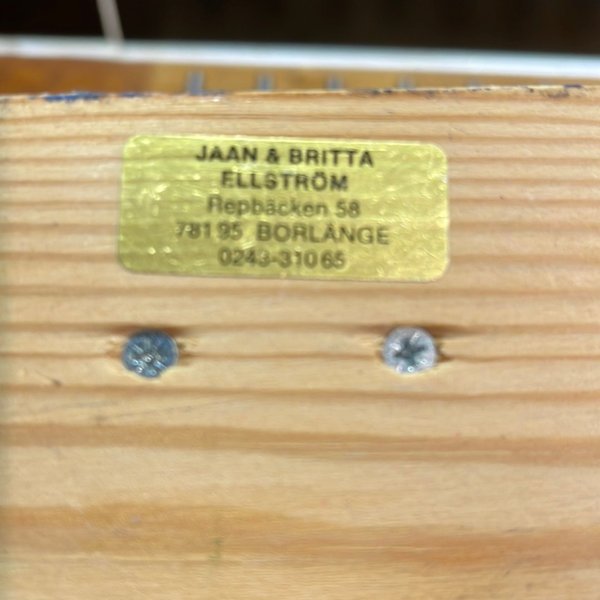 JAAN & BRITTA
ELLSTRÖM
Repbäcken 58
781 95 BORLÄNGE
0243-310 65